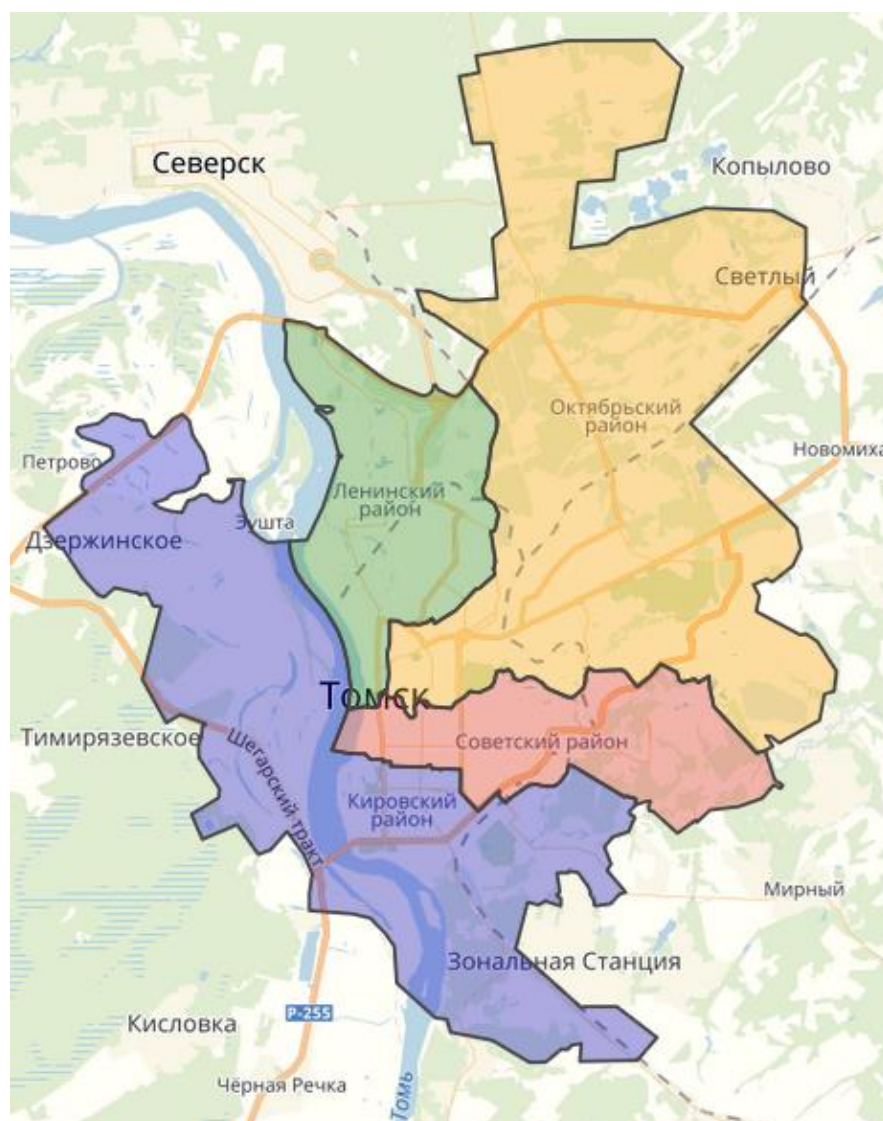 Северск
Копылово
Светлый
Октябрьский
район
Новомиха
Петрово
Ленинский
район
Эушта
Дзержинское
Томск
Тимирязевское
Шегарский тракт
Советский район
Кировский
район
Мирный
Зональная Станция
Р-255
Кисловка
Чёрная Речка
Томь